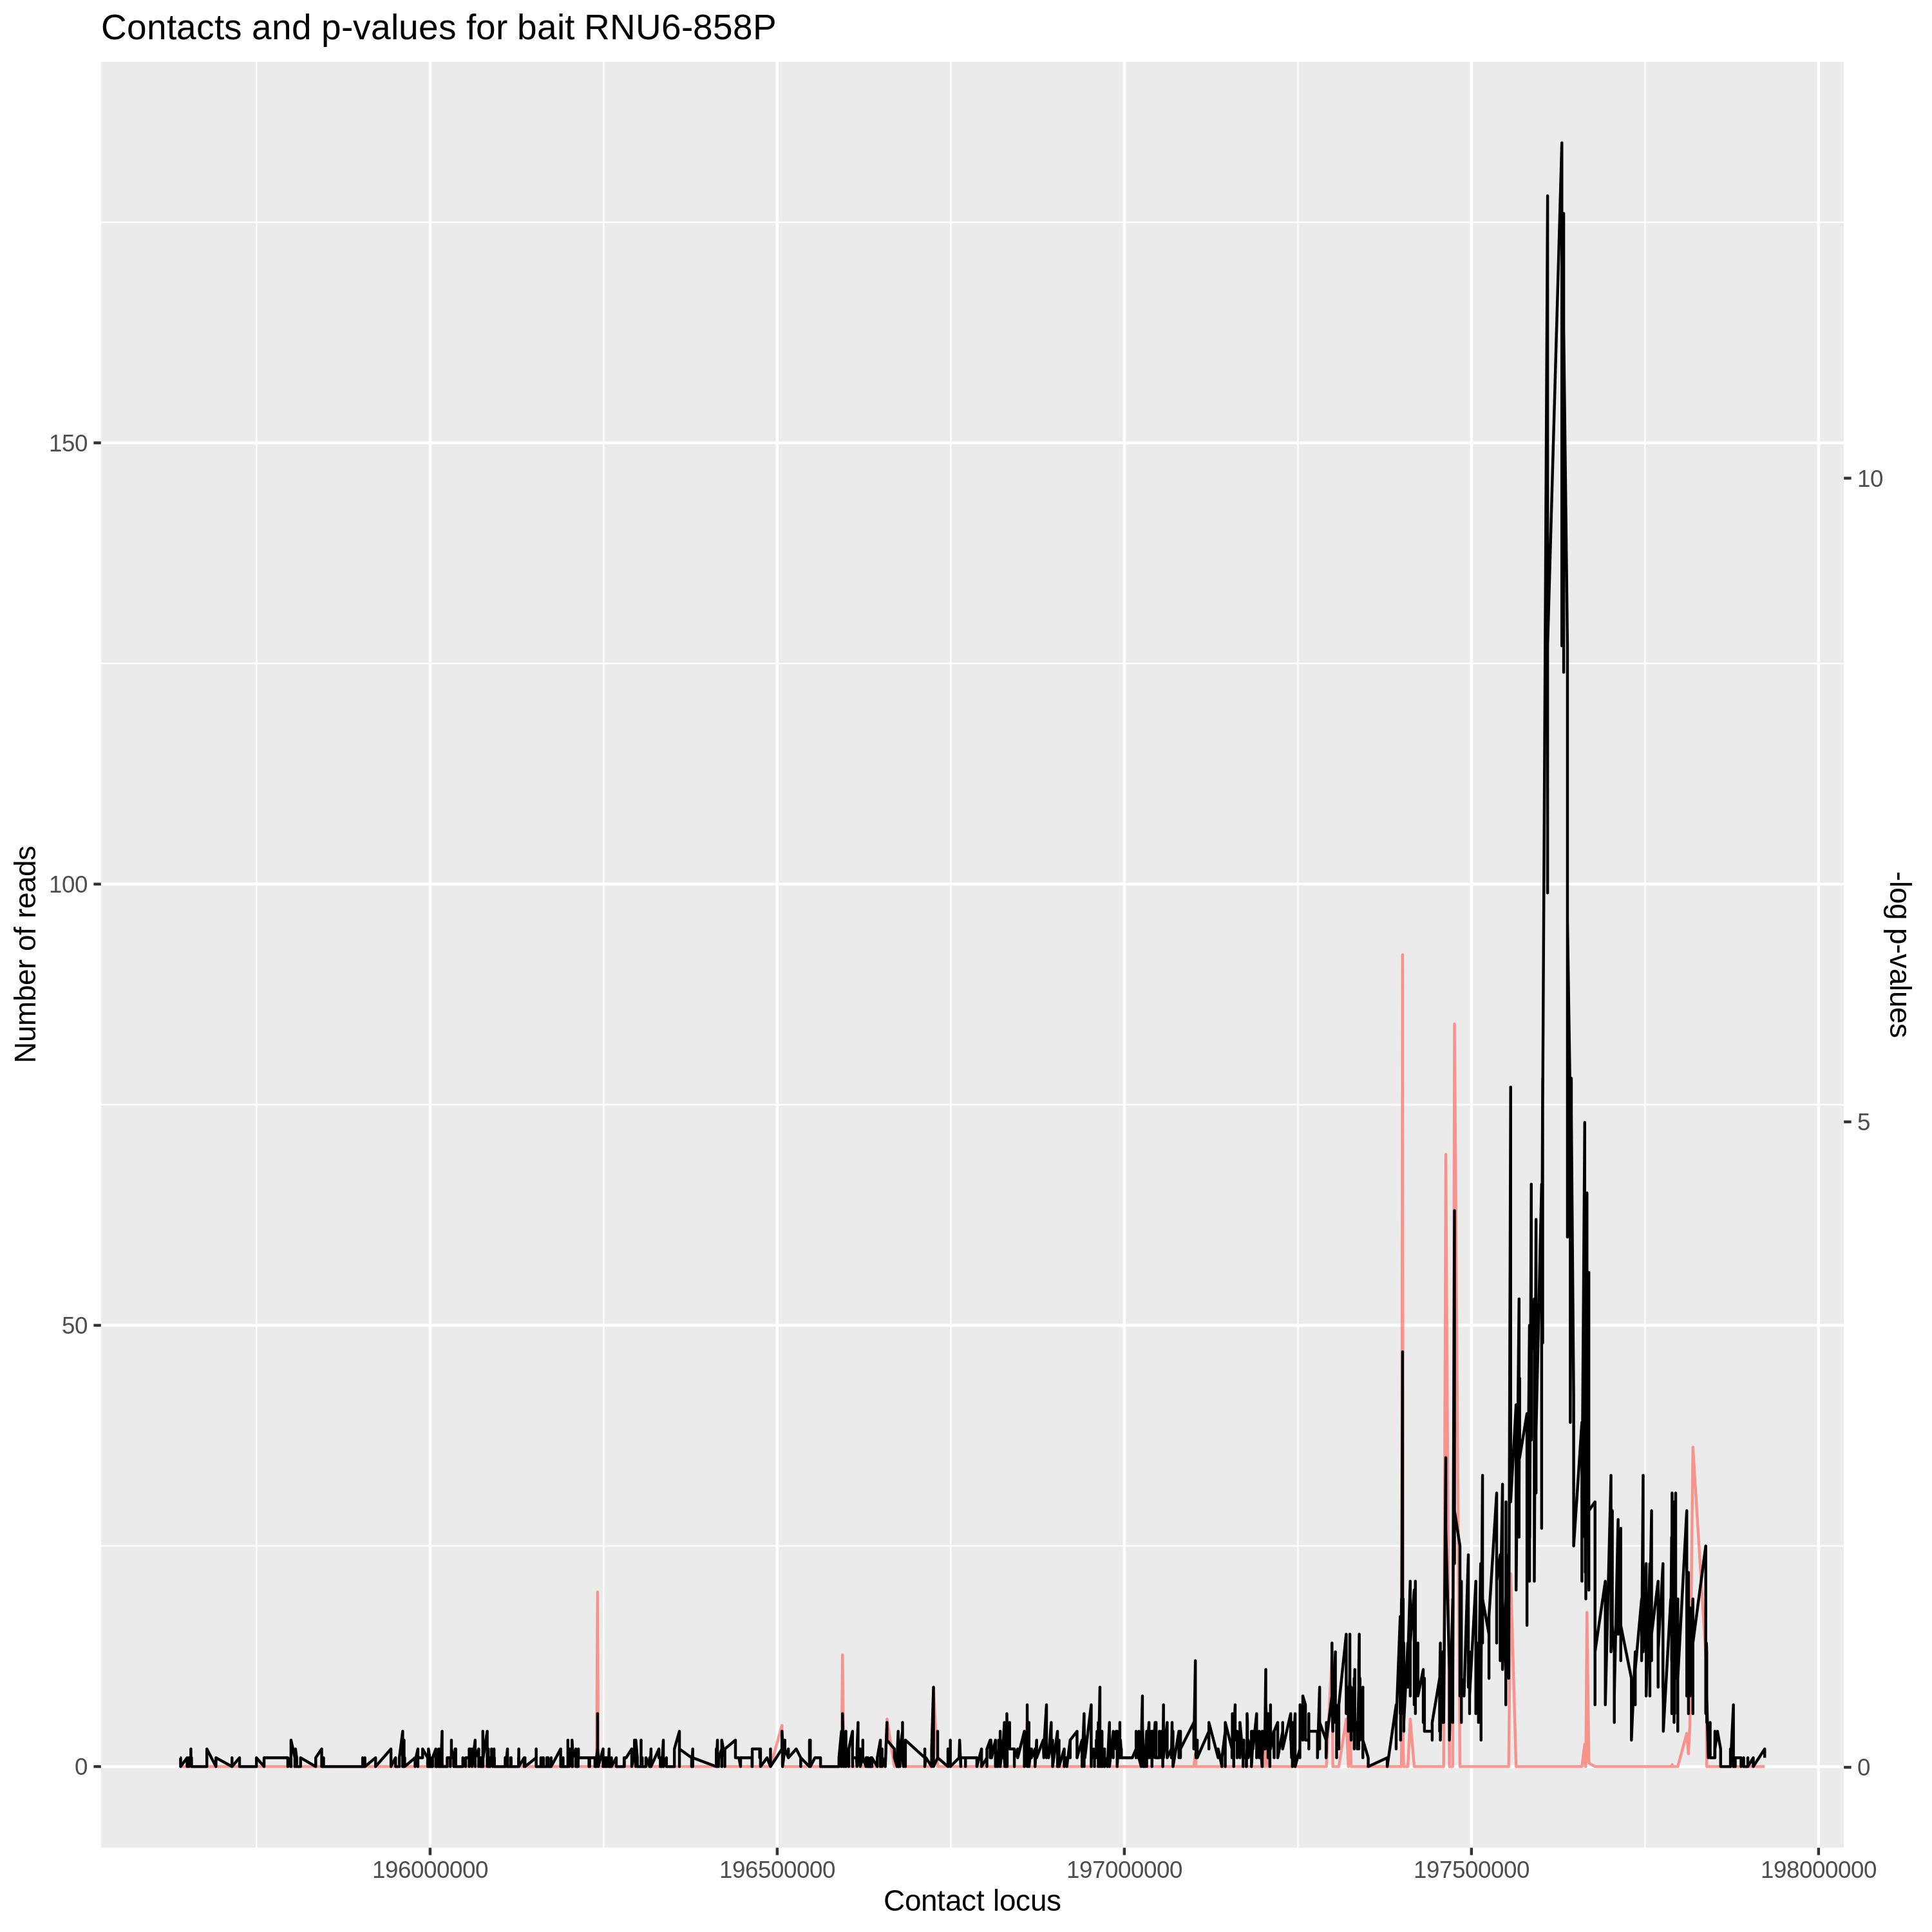 Contacts and p-values for bait RNU6-858P
Number of reads
150
100
50
0
10
5
0
-log p-values
196000000 196500000 197000000 197500000 198000000
Contact locus